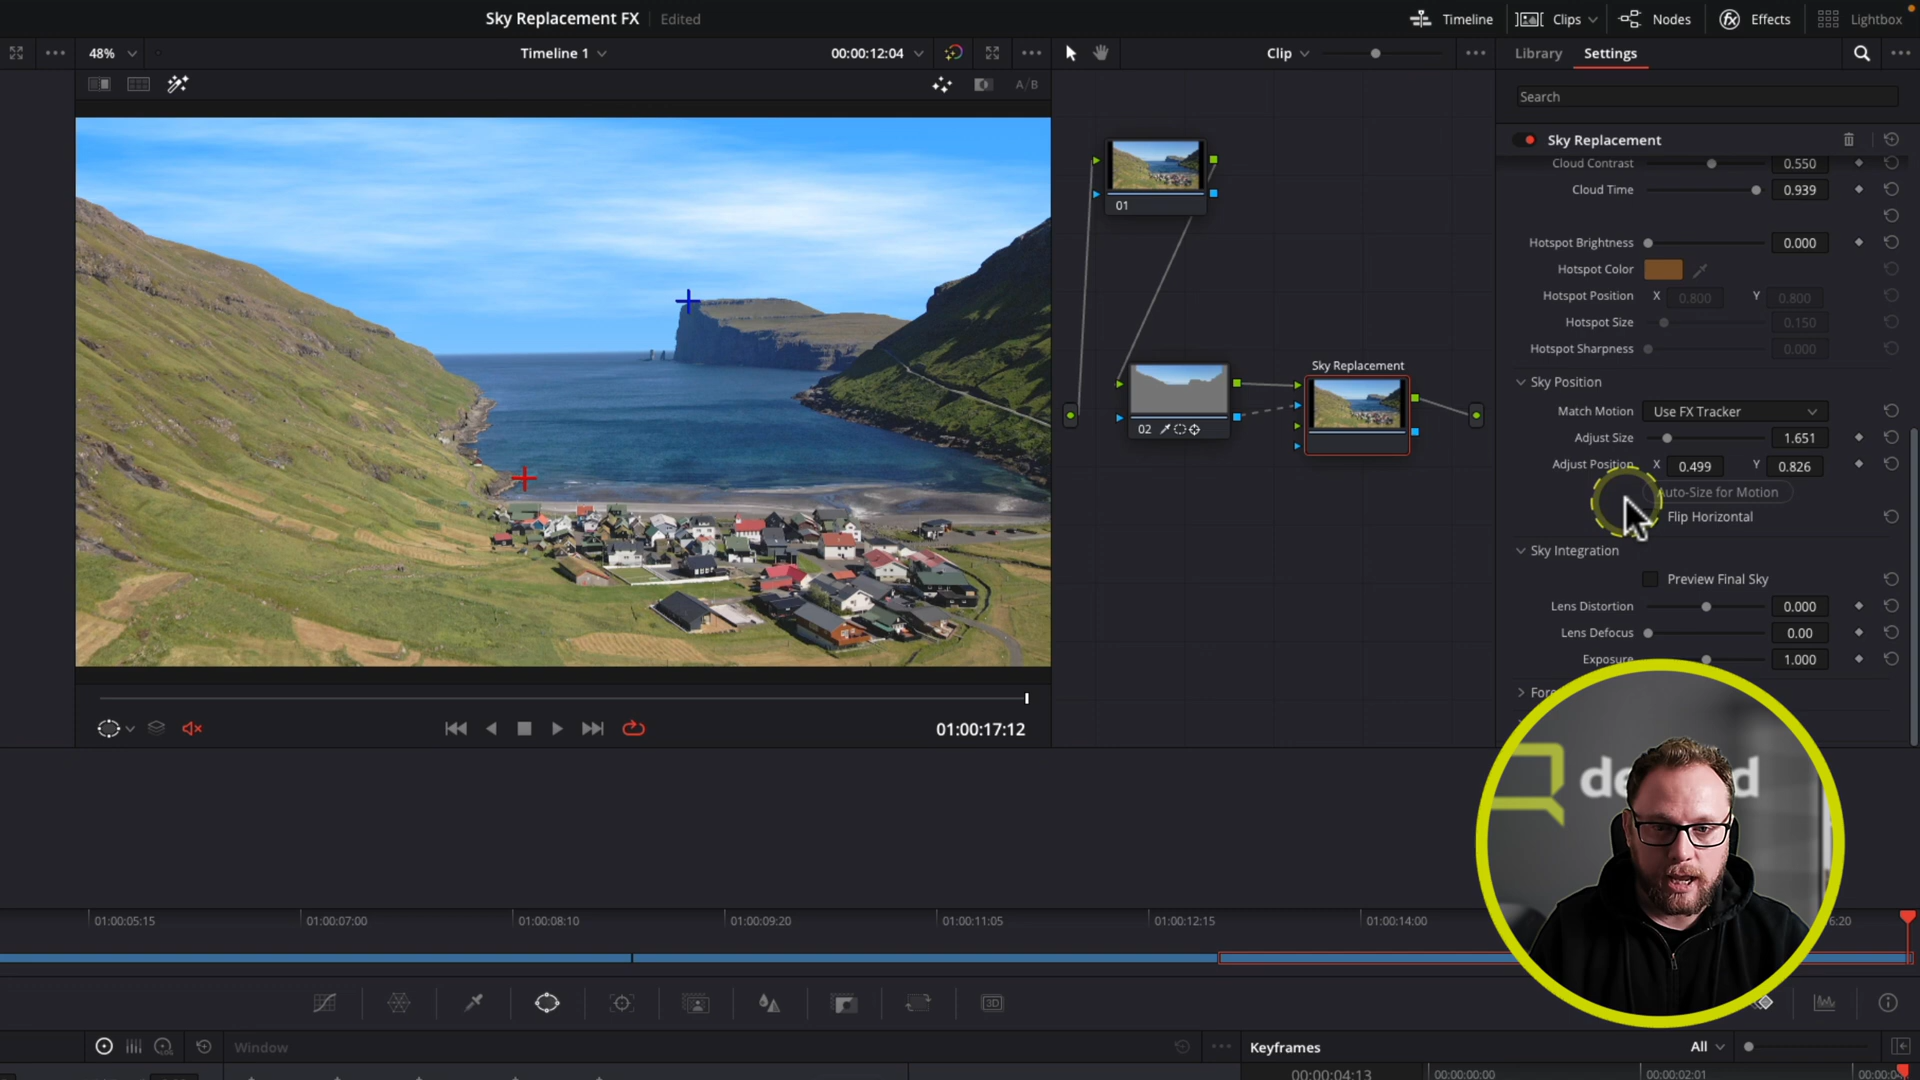 Sky Replacement FX Edited
Timeline Clips Nodes Effects Lightbox
48% Timeline 1 00:00:12:04 Clip Library Settings
A/B
Search
Sky Replacement
Cloud Contrast 0.550
Cloud Time 0.939
Hotspot Brightness 0.000
Hotspot Color
Hotspot Position X 0.800 Y 0.800
Hotspot Size 0.150
Hotspot Sharpness 0.000
Sky Position
Match Motion Use FX Tracker
Adjust Size 1.651
Adjust Position X 0.499 Y 0.826
Auto-Size for Motion
Flip Horizontal
Sky Integration
Preview Final Sky
Lens Distortion 0.000
Lens Defocus 0.00
Exposure 1.000
01
Sky Replacement
02
01:00:17:12
01:00:05:15 01:00:07:00 01:00:08:10 01:00:09:20 01:00:11:05 01:00:12:15 01:00:14:00 6:20
3D
Window
Keyframes All
00:00:04:13 00:00:00:00 00:00:02:01